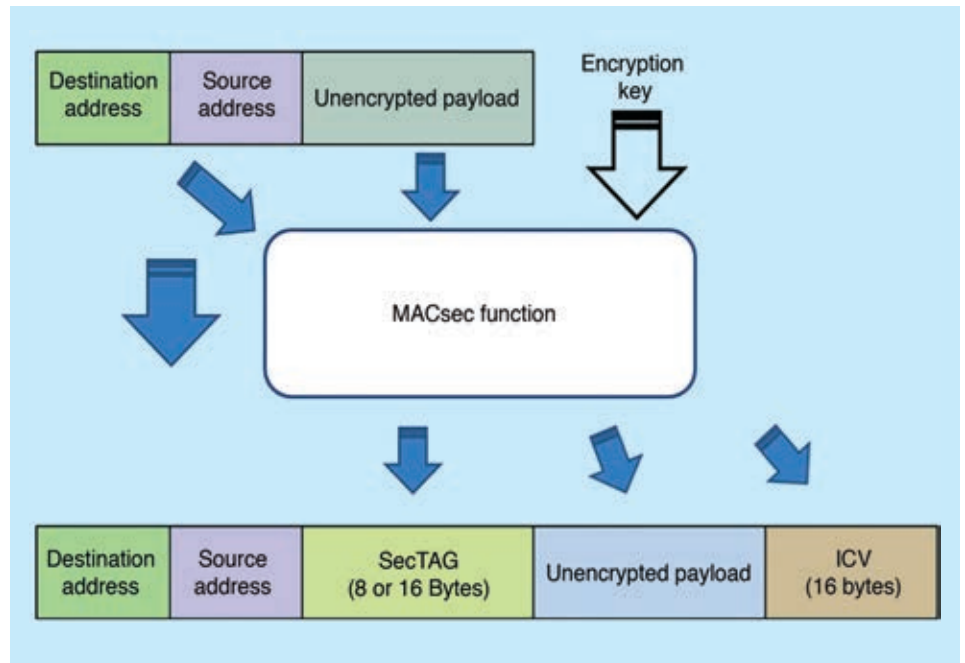 Destination
address
Source
address
Unencrypted payload
Encryption
key
MACsec function
Destination
address
Source
address
SecTAG
(8 or 16 Bytes)
Unencrypted payload
ICV
(16 bytes)